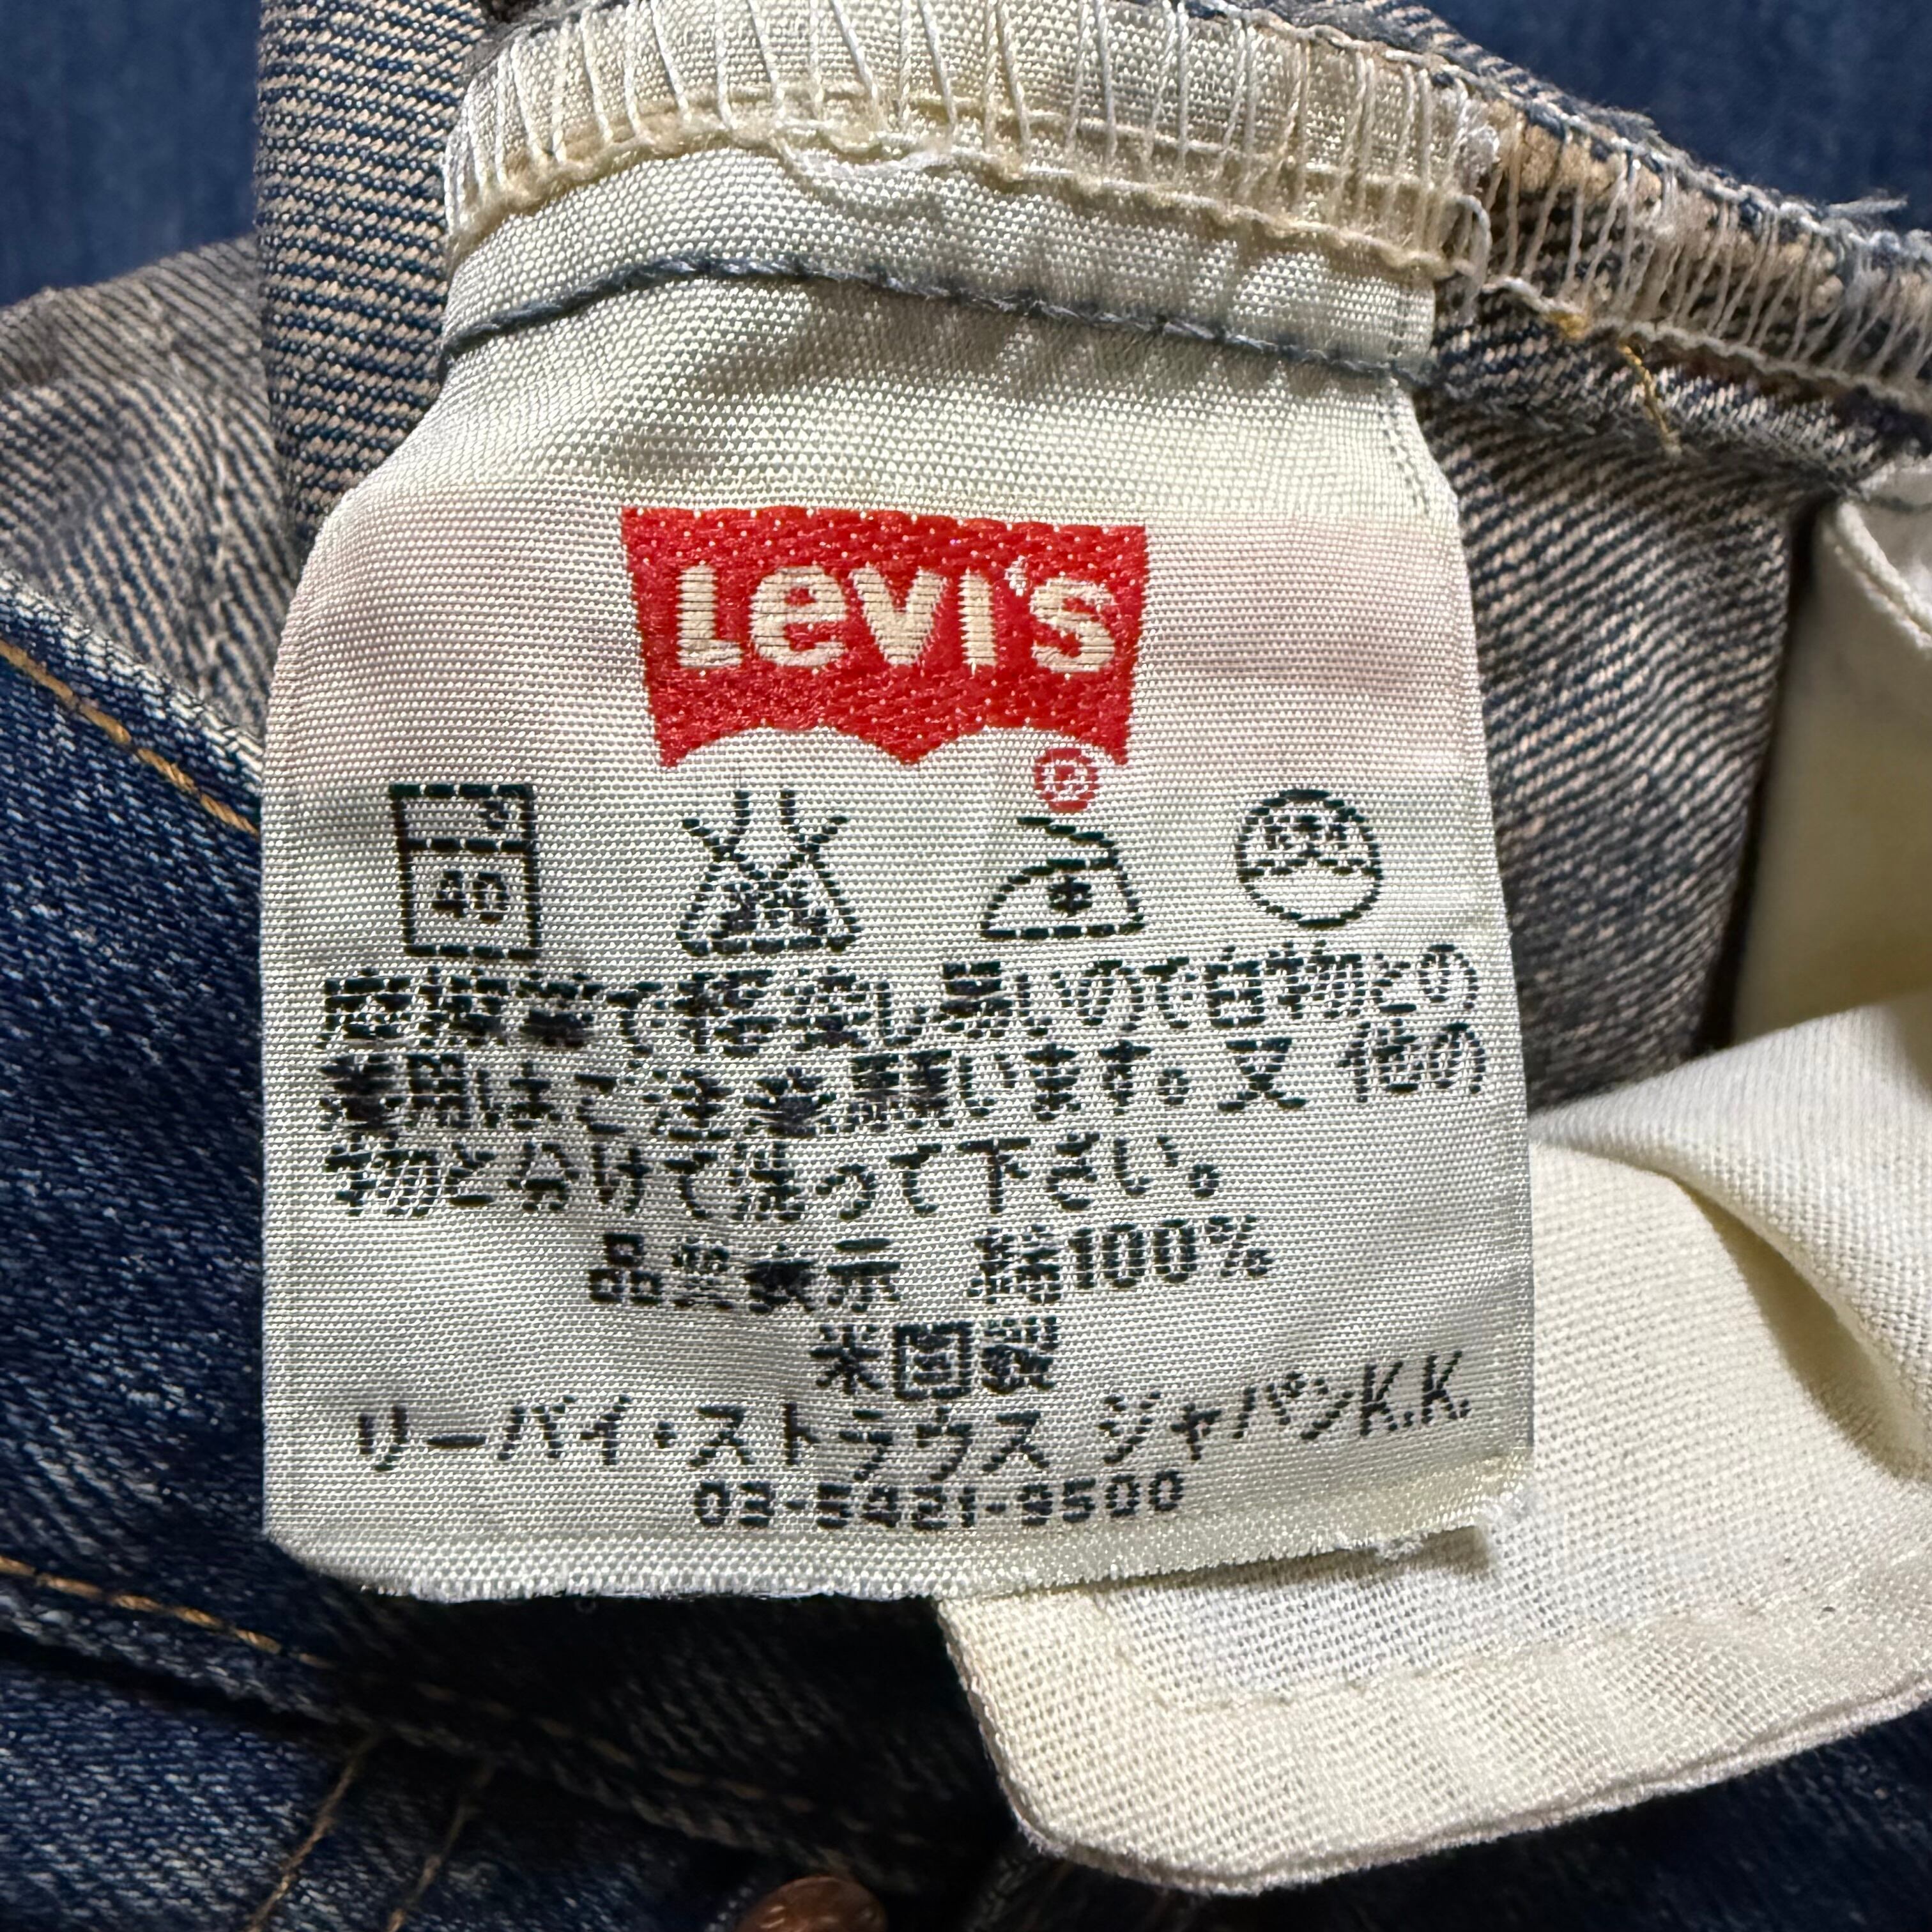 Levi's
®
40
摩擦等で移染し易いので白物との
着用はご注意願います。又 他の
物と分けて洗って下さい。
品質表示 綿100%
米国製
リーバイ・ストラウス ジャパンK.K.
03-5421-9500